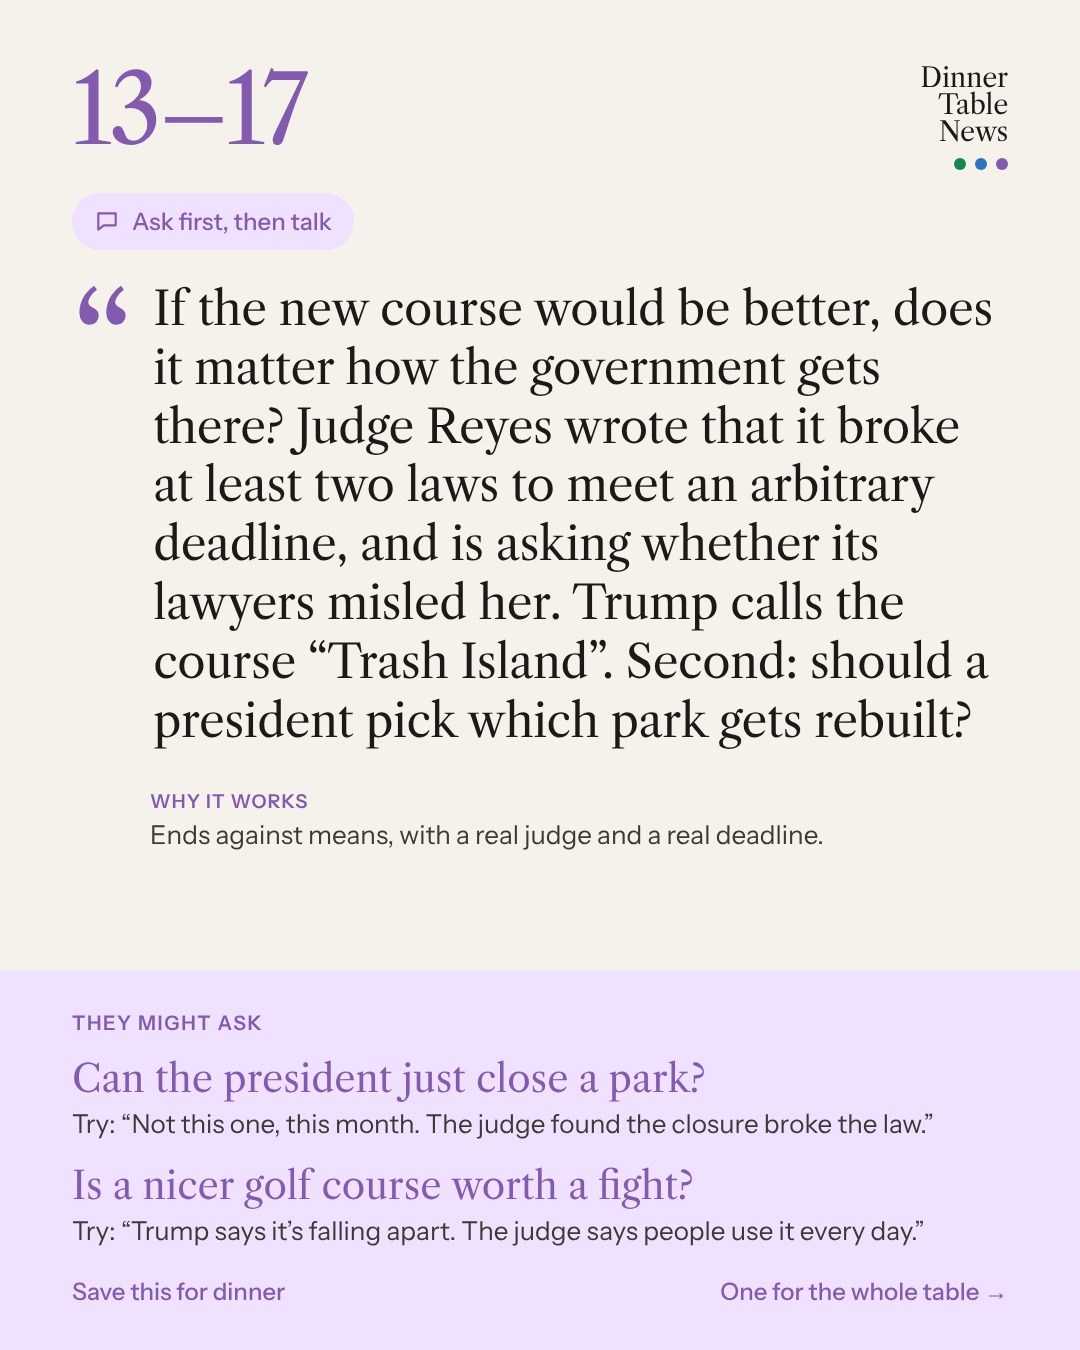 13–17
Dinner
Table
News
Ask first, then talk
“ If the new course would be better, does
it matter how the government gets
there? Judge Reyes wrote that it broke
at least two laws to meet an arbitrary
deadline, and is asking whether its
lawyers misled her. Trump calls the
course “Trash Island”. Second: should a
president pick which park gets rebuilt?
WHY IT WORKS
Ends against means, with a real judge and a real deadline.
THEY MIGHT ASK
Can the president just close a park?
Try: “Not this one, this month. The judge found the closure broke the law.”
Is a nicer golf course worth a fight?
Try: “Trump says it’s falling apart. The judge says people use it every day.”
Save this for dinner
One for the whole table →